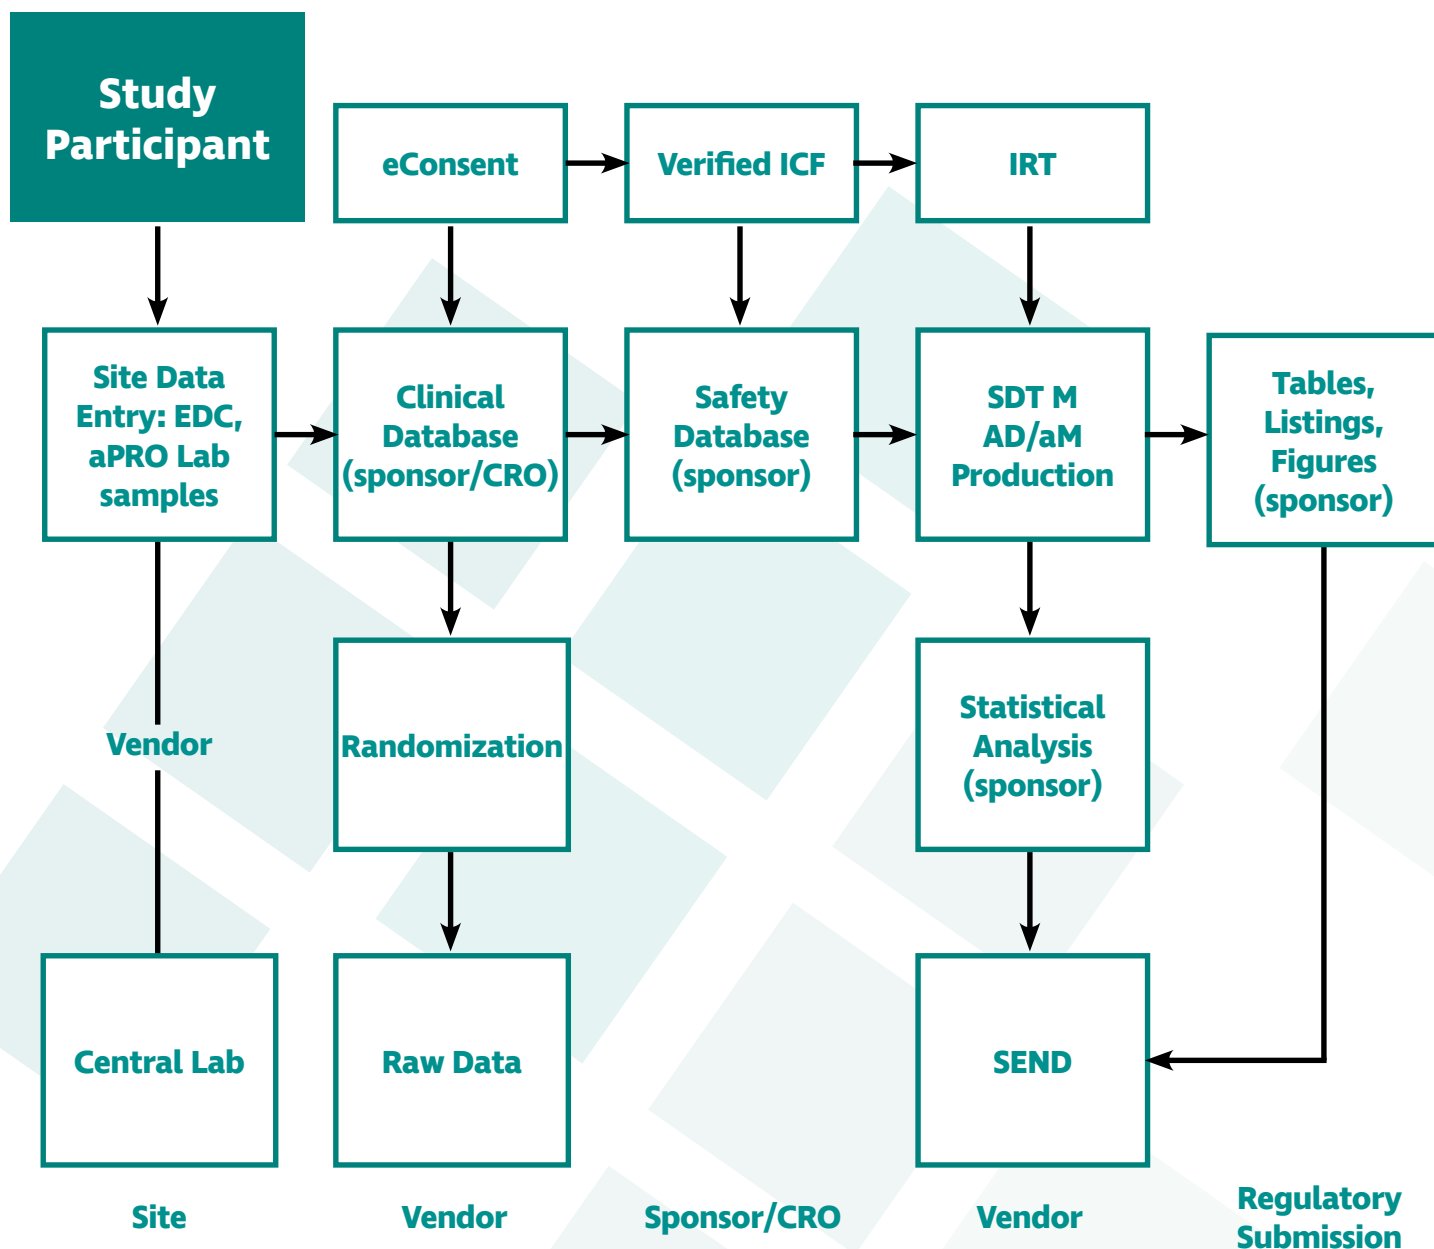 Study
Participant
eConsent
Verified ICF
IRT
Site Data
Entry: EDC,
aPRO Lab
samples
Clinical
Database
(sponsor/CRO)
Safety
Database
(sponsor)
SDT M
AD/aM
Production
Tables,
Listings,
Figures
(sponsor)
Vendor
Randomization
Statistical
Analysis
(sponsor)
Central Lab
Raw Data
SEND
Site
Vendor
Sponsor/CRO
Vendor
Regulatory
Submission